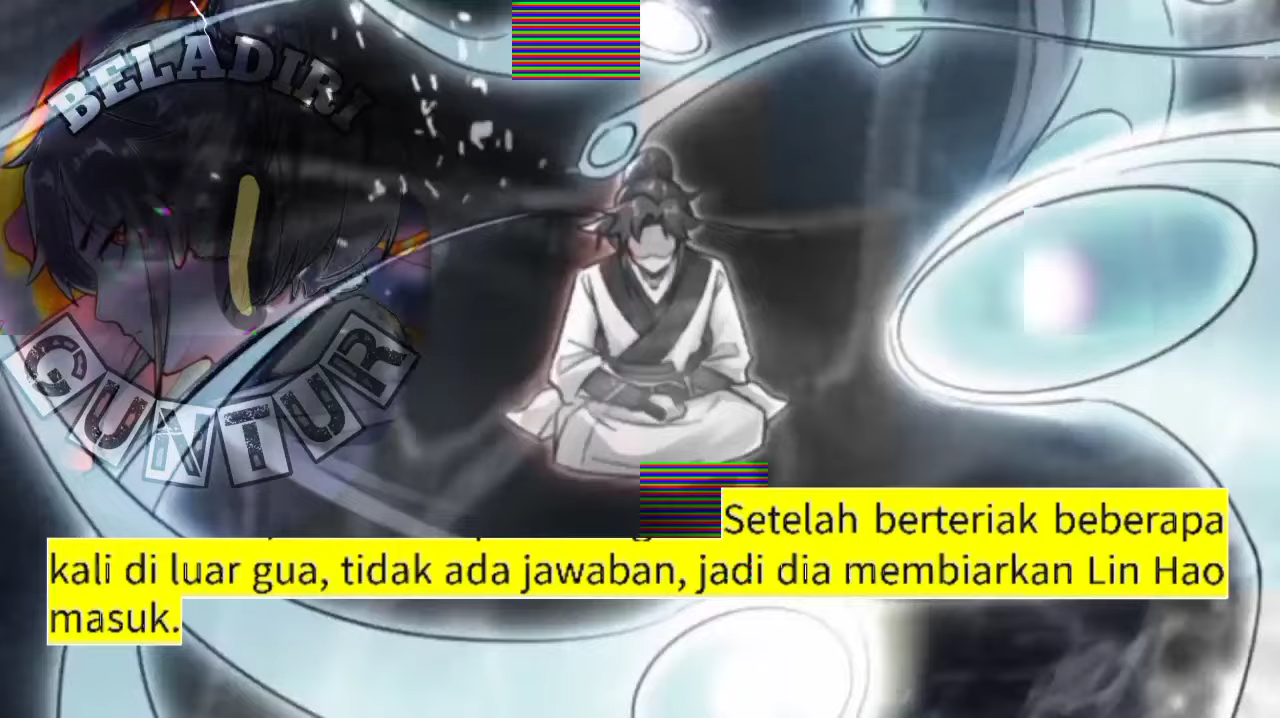 BELADIRI
GUNTUR
Setelah berteriak beberapa
kali di luar gua, tidak ada jawaban, jadi dia membiarkan Lin Hao
masuk.